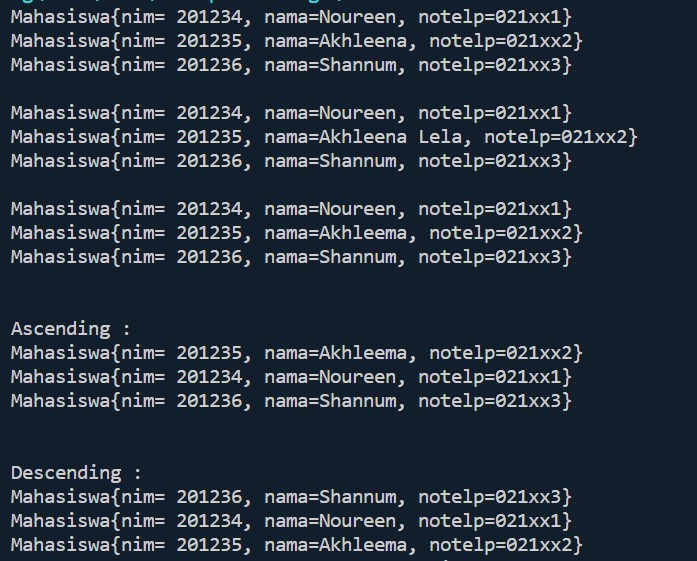 Mahasiswa{nim= 201234, nama=Noureen, notelp=021xx1}
Mahasiswa{nim= 201235, nama=Akhleena, notelp=021xx2}
Mahasiswa{nim= 201236, nama=Shannum, notelp=021xx3}
Mahasiswa{nim= 201234, nama=Noureen, notelp=021xx1}
Mahasiswa{nim= 201235, nama=Akhleena Lela, notelp=021xx2}
Mahasiswa{nim= 201236, nama=Shannum, notelp=021xx3}
Mahasiswa{nim= 201234, nama=Noureen, notelp=021xx1}
Mahasiswa{nim= 201235, nama=Akhleema, notelp=021xx2}
Mahasiswa{nim= 201236, nama=Shannum, notelp=021xx3}
Ascending :
Mahasiswa{nim= 201235, nama=Akhleema, notelp=021xx2}
Mahasiswa{nim= 201234, nama=Noureen, notelp=021xx1}
Mahasiswa{nim= 201236, nama=Shannum, notelp=021xx3}
Descending :
Mahasiswa{nim= 201236, nama=Shannum, notelp=021xx3}
Mahasiswa{nim= 201234, nama=Noureen, notelp=021xx1}
Mahasiswa{nim= 201235, nama=Akhleema, notelp=021xx2}